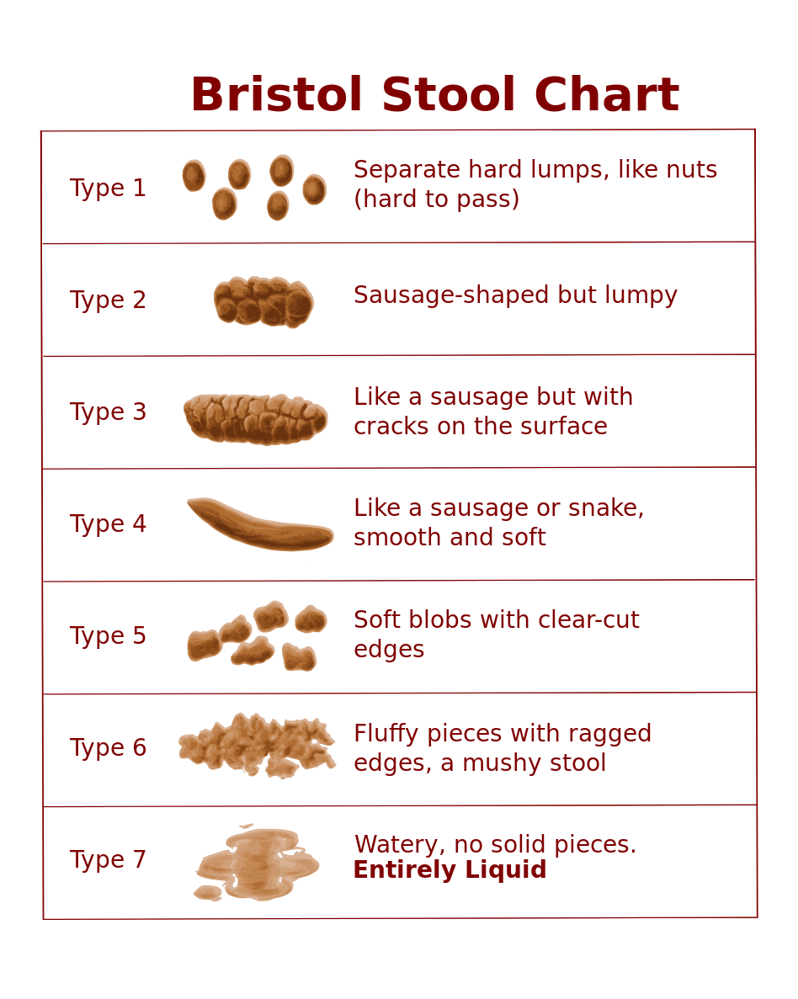 Bristol Stool Chart
Type 1
Separate hard lumps, like nuts
(hard to pass)
Type 2
Sausage-shaped but lumpy
Type 3
Like a sausage but with
cracks on the surface
Type 4
Like a sausage or snake,
smooth and soft
Type 5
Soft blobs with clear-cut
edges
Type 6
Fluffy pieces with ragged
edges, a mushy stool
Type 7
Watery, no solid pieces.
Entirely Liquid